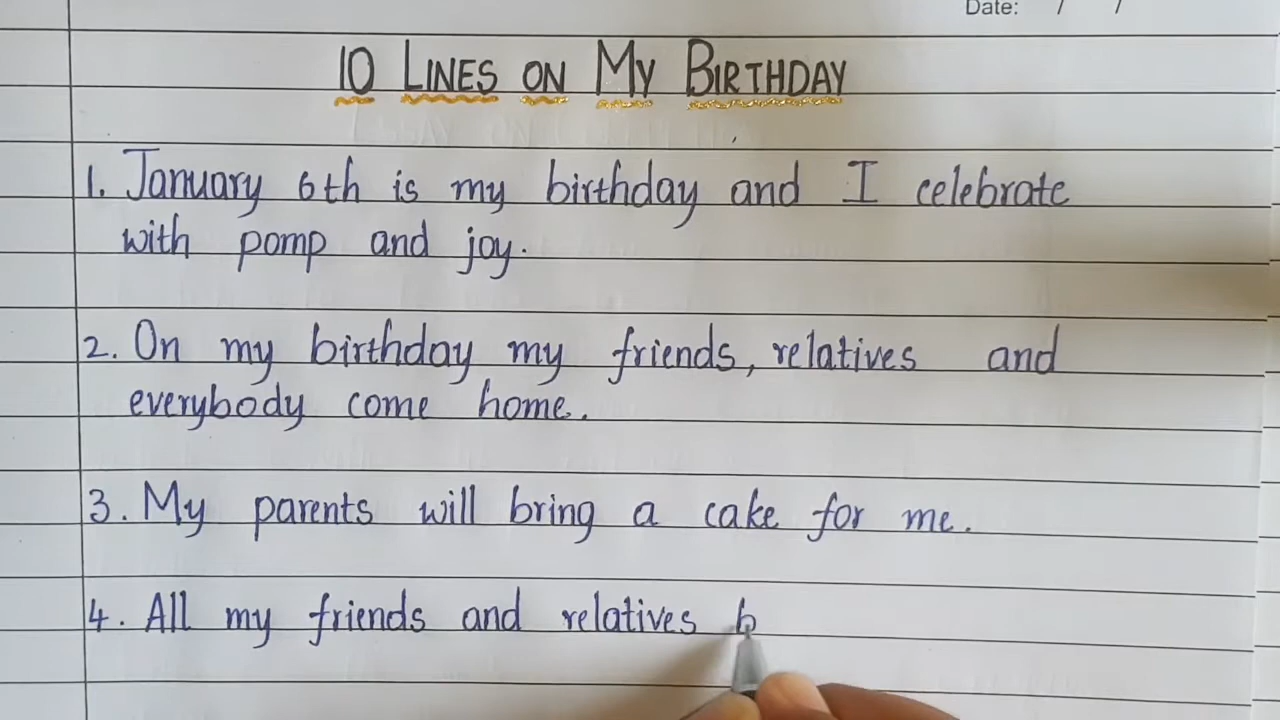 Date: / /
10 LINES ON MY BIRTHDAY
1. January 6th is my birthday and I celebrate
with pomp and joy.
2. On my birthday my friends, relatives and
everybody come home.
3. My parents will bring a cake for me.
4. All my friends and relatives b